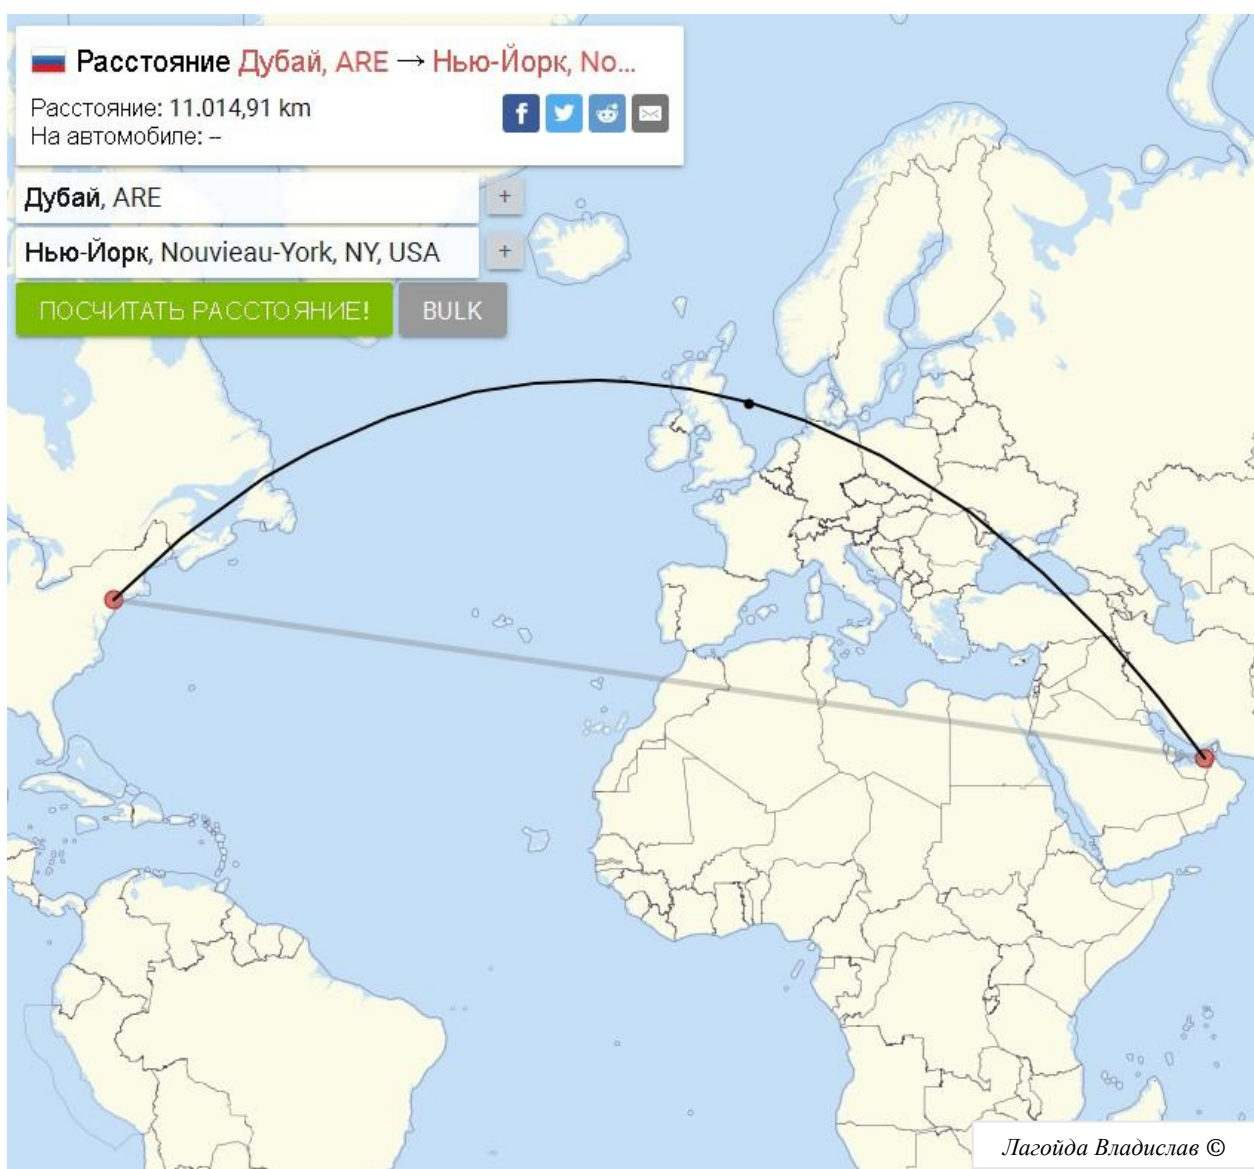 Расстояние Дубай, ARE → Нью-Йорк, No...
Расстояние: 11.014,91 km
На автомобиле: –
Дубай, ARE
+
Нью-Йорк, Nouvieau-York, NY, USA
+
ПОСЧИТАТЬ РАССТОЯНИЕ!
BULK
Лагойда Владислав ©